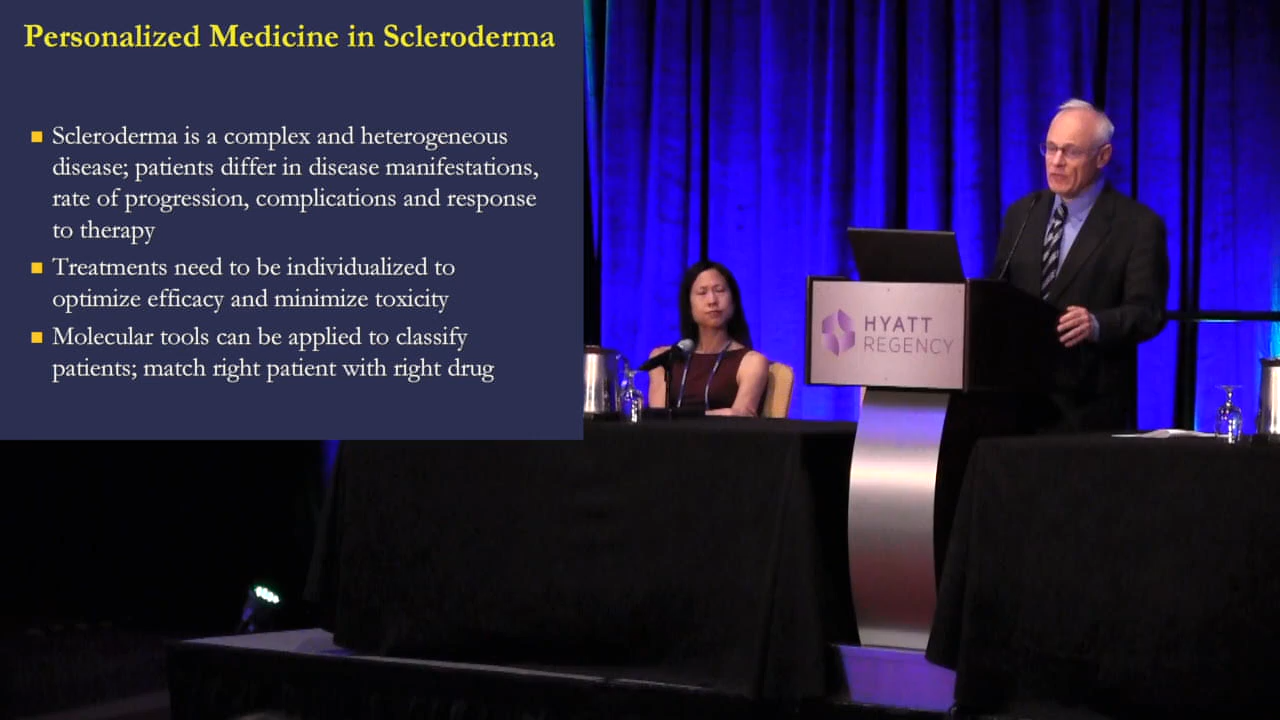 Personalized Medicine in Scleroderma
■ Scleroderma is a complex and heterogeneous
disease; patients differ in disease manifestations,
rate of progression, complications and response
to therapy
■ Treatments need to be individualized to
optimize efficacy and minimize toxicity
■ Molecular tools can be applied to classify
patients; match right patient with right drug
HYATT
REGENCY